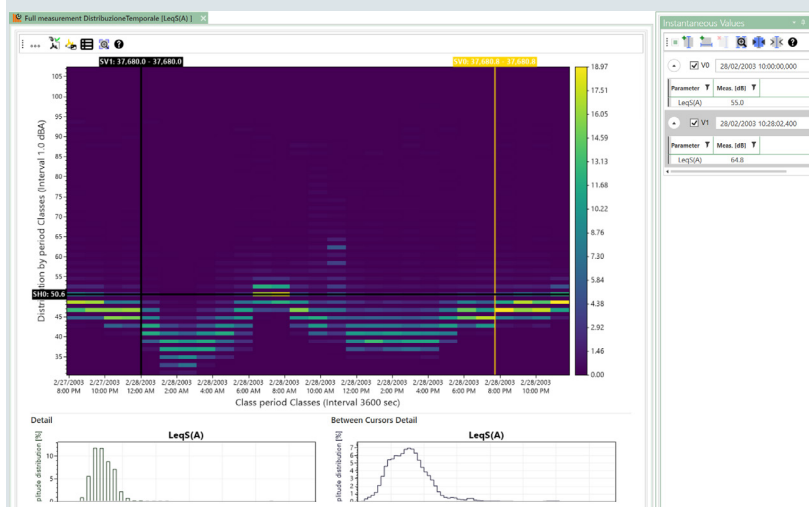 Full measurement DistribuzioneTemporale [LeqS(A) ]
SV1: 37,680.0 - 37,680.0
SV0: 37,680.8 - 37,680.8
Distribution by period Classes (Interval 1.0 dBA)
105
100
95
90
85
80
75
70
65
60
55
SH0: 50.6
45
40
35
18.97
17.51
16.05
14.59
13.13
11.68
10.22
8.76
7.30
5.84
4.38
2.92
1.46
0.00
2/27/2003 2/27/2003 2/28/2003 2/28/2003 2/28/2003 2/28/2003 2/28/2003 2/28/2003 2/28/2003 2/28/2003 2/28/2003 2/28/2003 2/28/2003 2/28/2003
8:00 PM 10:00 PM 12:00 AM 2:00 AM 4:00 AM 6:00 AM 8:00 AM 10:00 AM 12:00 PM 2:00 PM 4:00 PM 6:00 PM 8:00 PM 10:00 PM
Class period Classes (Interval 3600 sec)
Detail
LeqS(A)
plitude distribution [%]
10
5
0
Between Cursors Detail
LeqS(A)
plitude distribution [%]
7
6
5
4
3
2
1
0
Instantaneous Values
V0 28/02/2003 10:00:00,000
Parameter Meas. [dB]
LeqS(A) 55.0
V1 28/02/2003 10:28:02,400
Parameter Meas. [dB]
LeqS(A) 64.8